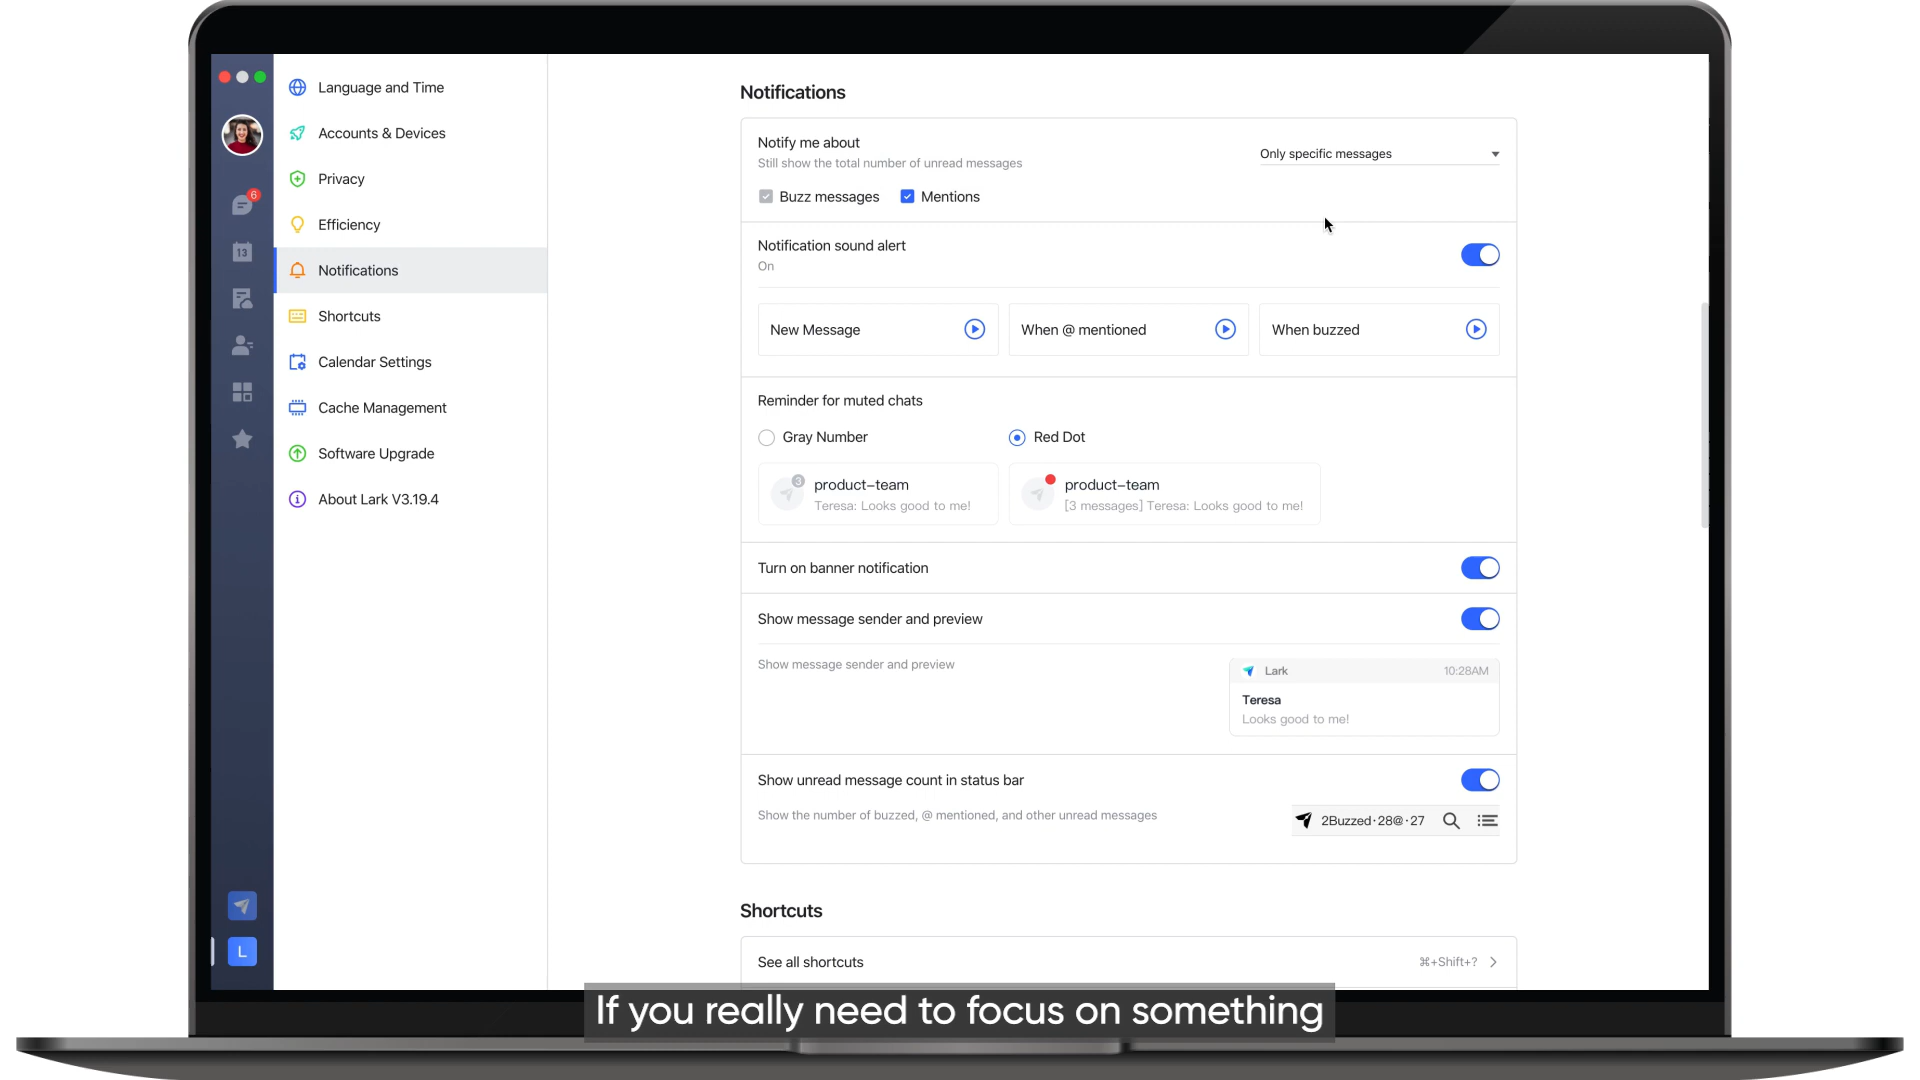 Language and Time
Accounts & Devices
Privacy
Efficiency
Notifications
Shortcuts
Calendar Settings
Cache Management
Software Upgrade
About Lark V3.19.4
6
13
L
Notifications
Notify me about
Still show the total number of unread messages
Only specific messages
Buzz messages
Mentions
Notification sound alert
On
New Message
When @ mentioned
When buzzed
Reminder for muted chats
Gray Number
Red Dot
3
product-team
Teresa: Looks good to me!
product-team
[3 messages] Teresa: Looks good to me!
Turn on banner notification
Show message sender and preview
Show message sender and preview
Lark
10:28AM
Teresa
Looks good to me!
Show unread message count in status bar
Show the number of buzzed, @ mentioned, and other unread messages
2Buzzed·28@·27
Shortcuts
See all shortcuts
⌘+Shift+?
If you really need to focus on something